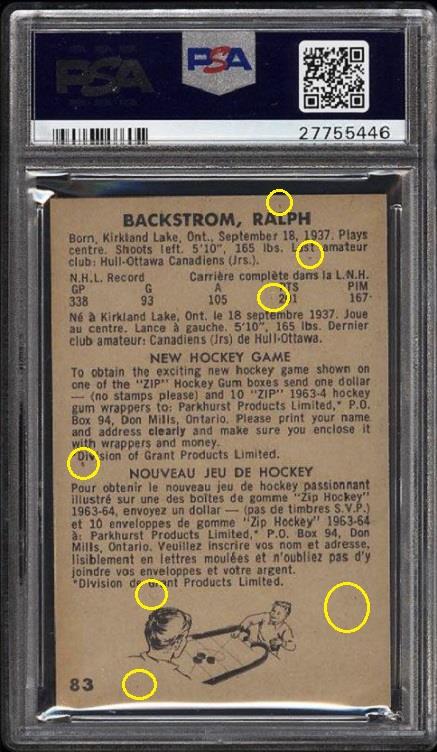 PSA
PSA
27755446
BACKSTROM, RALPH
Born, Kirkland Lake, Ont., September 18, 1937. Plays
centre. Shoots left. 5'10", 165 lbs. Last amateur
club: Hull-Ottawa Canadiens (Jrs.).
N.H.L. Record Carrière complète dans la L.N.H.
GP G A PTS PIM
338 93 105 201 167
Né à Kirkland Lake, Ont. le 18 septembre 1937. Joue
au centre. Lance à gauche. 5'10", 165 lbs. Dernier
club amateur: Canadiens (Jrs) de Hull-Ottawa.
NEW HOCKEY GAME
To obtain the exciting new hockey game shown on
one of the "ZIP" Hockey Gum boxes send one dollar
— (no stamps please) and 10 "ZIP" 1963-4 hockey
gum wrappers to: Parkhurst Products Limited,* P.O.
Box 94, Don Mills, Ontario. Please print your name
and address clearly and make sure you enclose it
with wrappers and money.
*Division of Grant Products Limited.
NOUVEAU JEU DE HOCKEY
Pour obtenir le nouveau jeu de hockey passionnant
illustré sur une des boîtes de gomme "Zip Hockey"
1963-64, envoyez un dollar — (pas de timbres S.V.P.)
et 10 enveloppes de gomme "Zip Hockey" 1963-64
à: Parkhurst Products Limited,* P.O. Box 94, Don
Mills, Ontario. Veuillez inscrire vos nom et adresse,
lisiblement en lettres moulées et n'oubliez pas d'y
joindre vos enveloppes et votre argent.
*Division de Grant Products Limited.
83